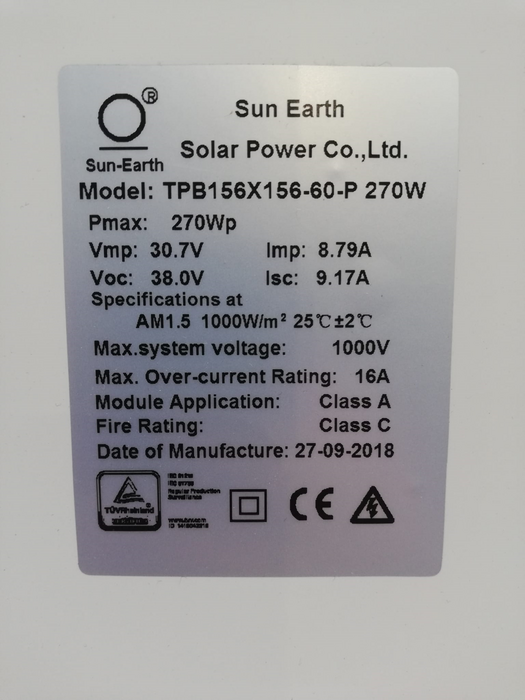 ®
Sun Earth
Sun-Earth
Solar Power Co.,Ltd.
Model: TPB156X156-60-P 270W
Pmax: 270Wp
Vmp: 30.7V Imp: 8.79A
Voc: 38.0V Isc: 9.17A
Specifications at
AM1.5 1000W/m² 25℃±2℃
Max.system voltage: 1000V
Max. Over-current Rating: 16A
Module Application: Class A
Fire Rating: Class C
Date of Manufacture: 27-09-2018
TÜVRheinland
Regular Production
Surveillance
CE